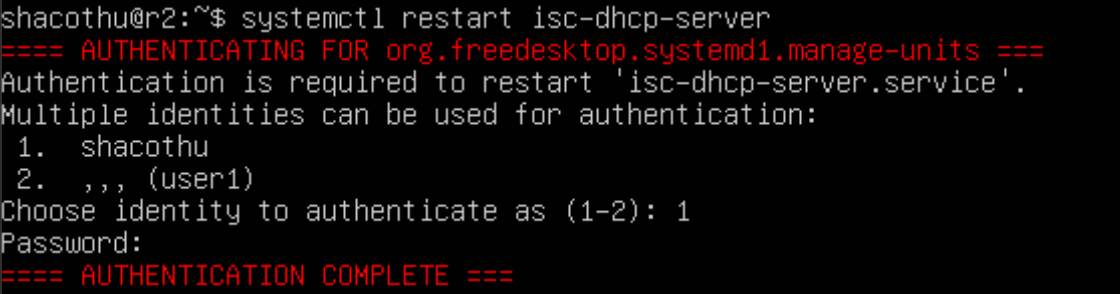 shacothu@r2:~$ systemctl restart isc-dhcp-server
==== AUTHENTICATING FOR org.freedesktop.systemd1.manage-units ===
Authentication is required to restart 'isc-dhcp-server.service'.
Multiple identities can be used for authentication:
 1.  shacothu
 2.  ,,, (user1)
Choose identity to authenticate as (1-2): 1
Password:
==== AUTHENTICATION COMPLETE ===